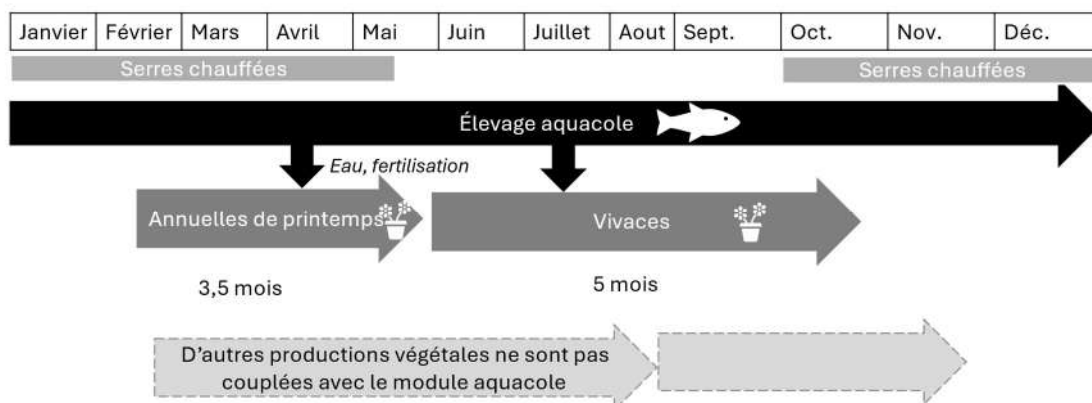 Janvier Février Mars Avril Mai Juin Juillet Aout Sept. Oct. Nov. Déc.
Serres chauffées Serres chauffées
Élevage aquacole
Eau, fertilisation
Annuelles de printemps Vivaces
3,5 mois 5 mois
D'autres productions végétales ne sont pas
couplées avec le module aquacole